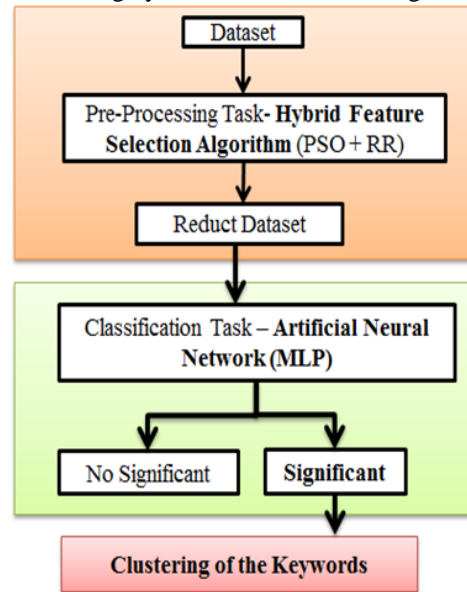 Dataset
Pre-Processing Task- Hybrid Feature
Selection Algorithm (PSO + RR)
Reduct Dataset
Classification Task – Artificial Neural
Network (MLP)
No Significant
Significant
Clustering of the Keywords